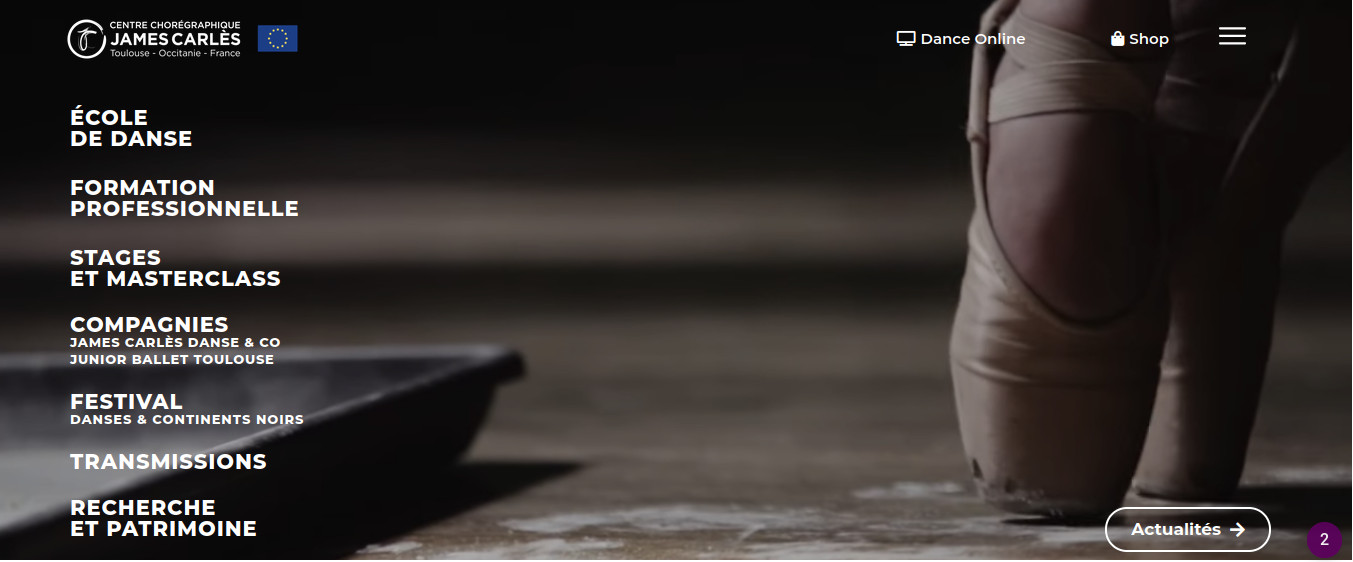 CENTRE CHORÉGRAPHIQUE
JAMES CARLÈS
Toulouse - Occitanie - France
Dance Online
Shop
ÉCOLE
DE DANSE
FORMATION
PROFESSIONNELLE
STAGES
ET MASTERCLASS
COMPAGNIES
JAMES CARLÈS DANSE & CO
JUNIOR BALLET TOULOUSE
FESTIVAL
DANSES & CONTINENTS NOIRS
TRANSMISSIONS
RECHERCHE
ET PATRIMOINE
Actualités
2